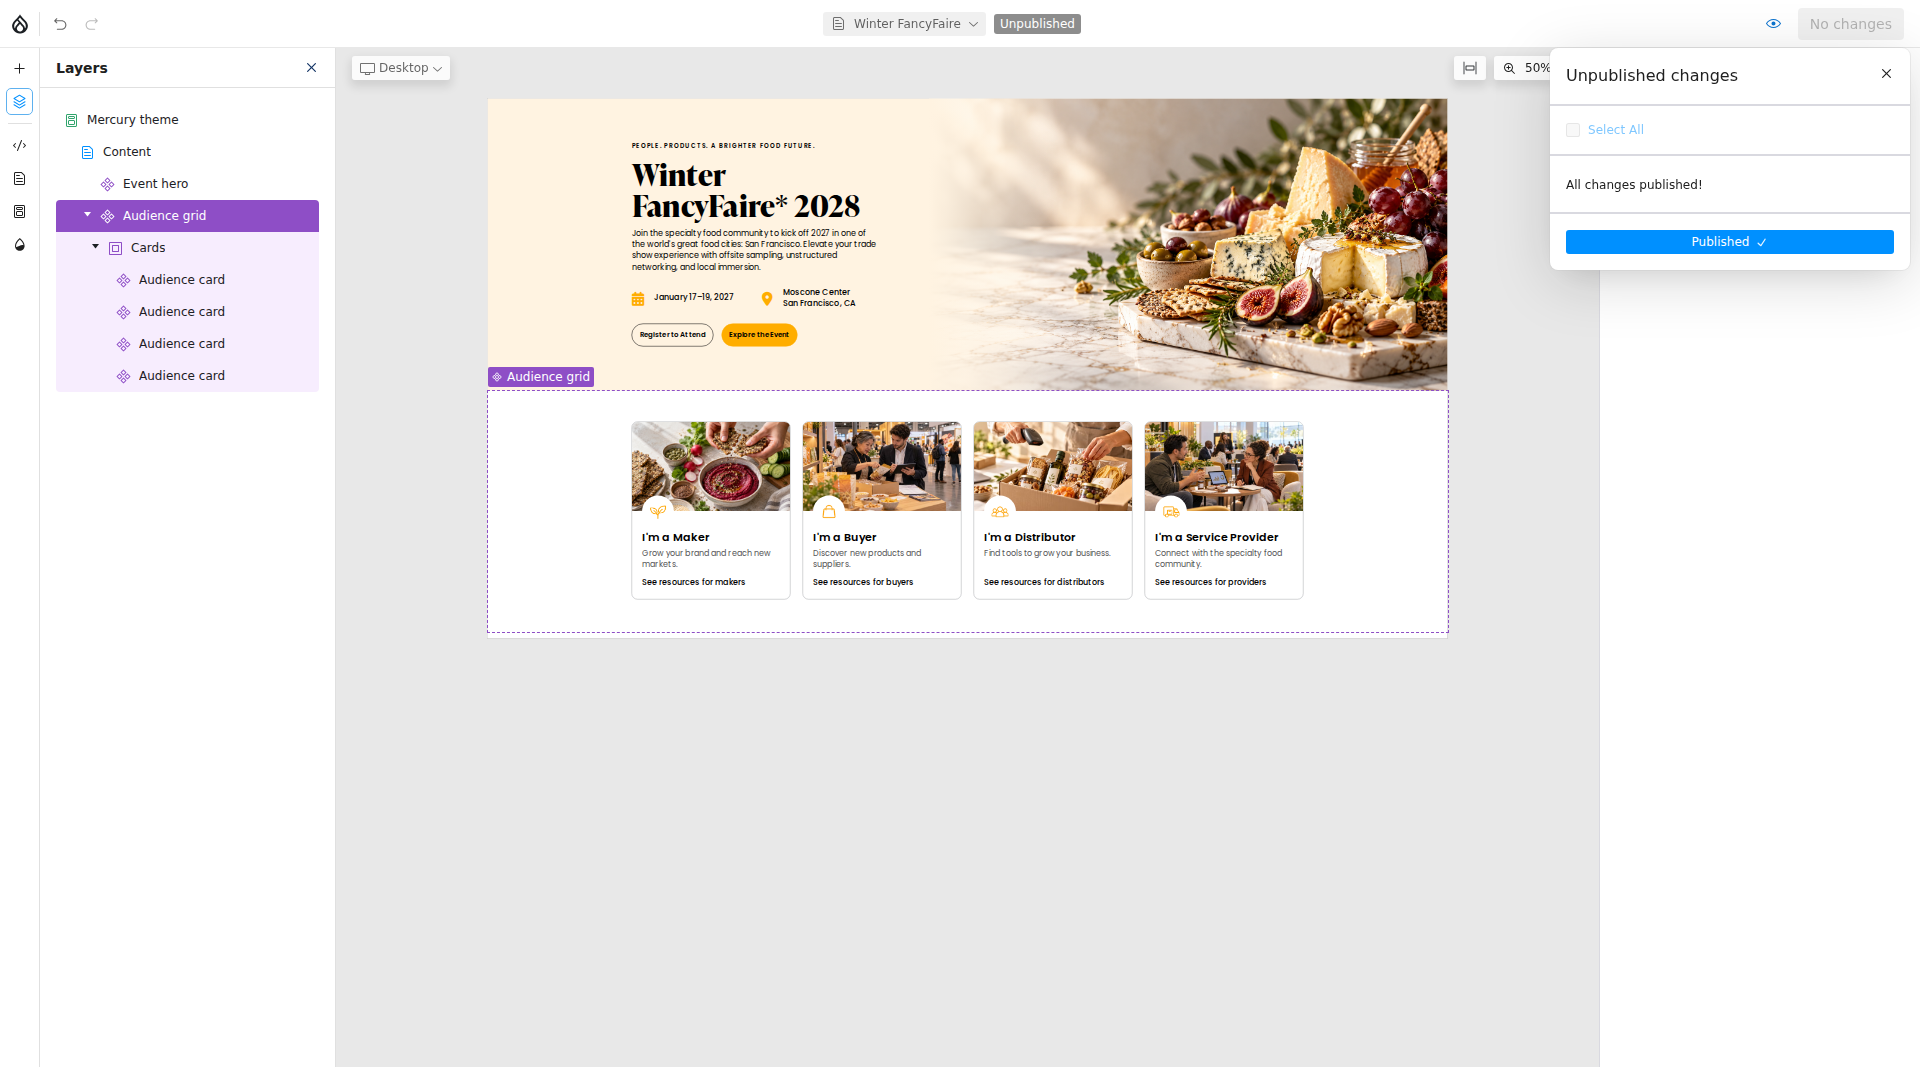 Winter FancyFaire
Unpublished
No changes
Layers
Mercury theme
Content
Event hero
Audience grid
Cards
Audience card
Audience card
Audience card
Audience card
Desktop
50%
Unpublished changes
Select All
All changes published!
Published
PEOPLE. PRODUCTS. A BRIGHTER FOOD FUTURE.
Winter
FancyFaire* 2028
Join the specialty food community to kick off 2027 in one of
the world's great food cities: San Francisco. Elevate your trade
show experience with offsite sampling, unstructured
networking, and local immersion.
January 17–19, 2027
Moscone Center
San Francisco, CA
Register to Attend
Explore the Event
Audience grid
I'm a Maker
Grow your brand and reach new
markets.
See resources for makers
I'm a Buyer
Discover new products and
suppliers.
See resources for buyers
I'm a Distributor
Find tools to grow your business.
See resources for distributors
I'm a Service Provider
Connect with the specialty food
community.
See resources for providers